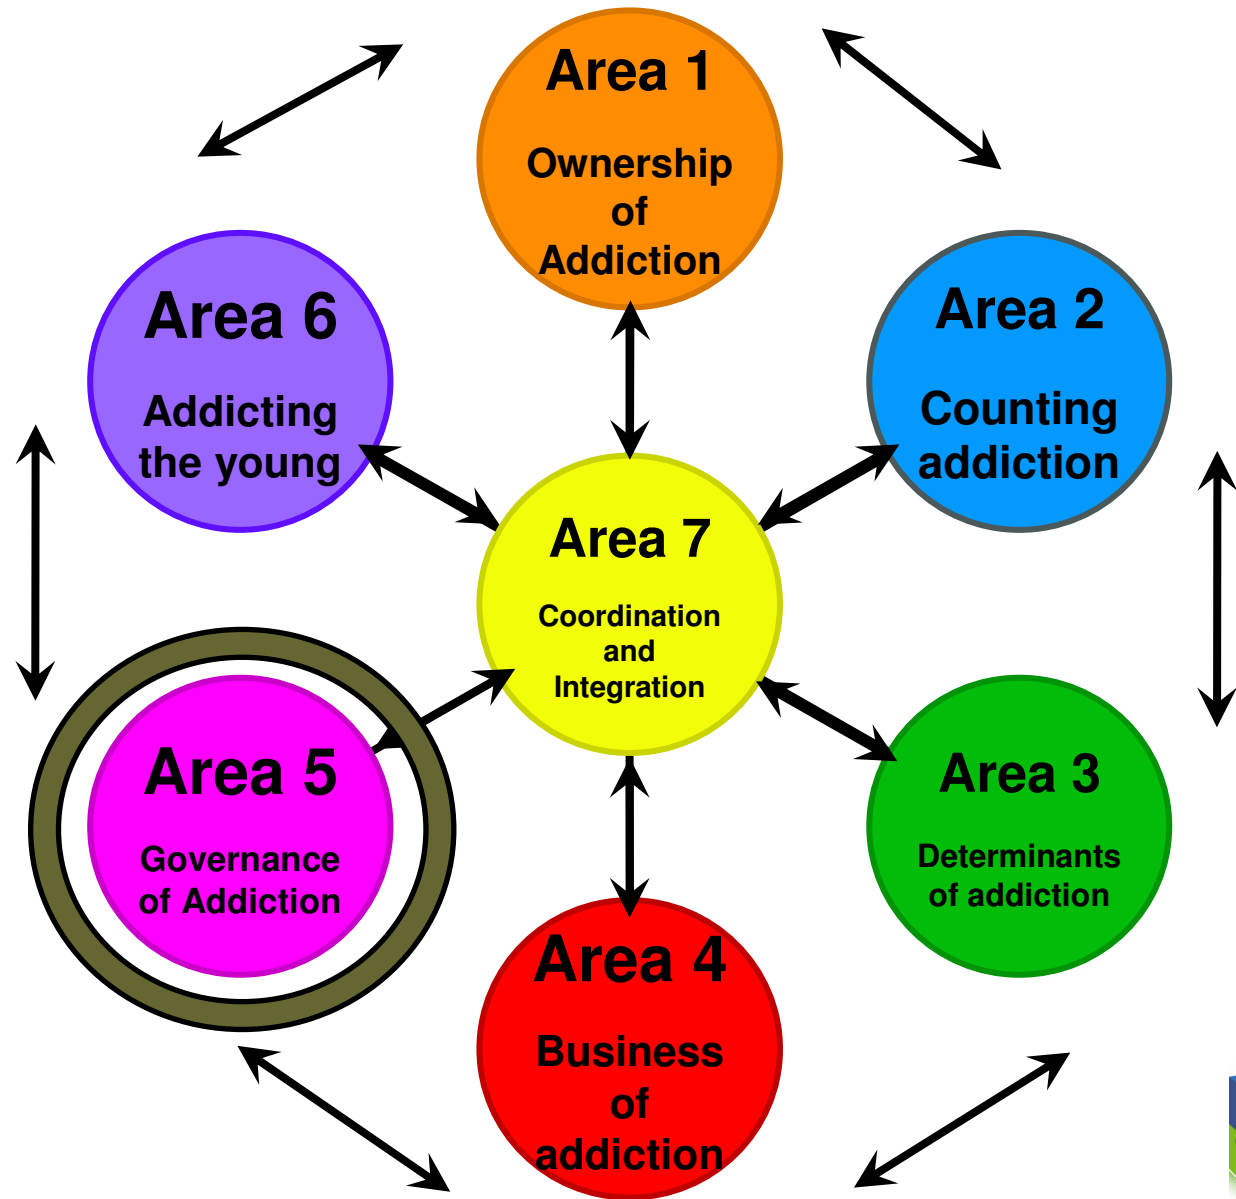 Area 1
Ownership
of
Addiction
Area 6
Addicting
the young
Area 2
Counting
addiction
Area 7
Coordination
and
Integration
Area 5
Governance
of Addiction
Area 3
Determinants
of addiction
Area 4
Business
of
addiction